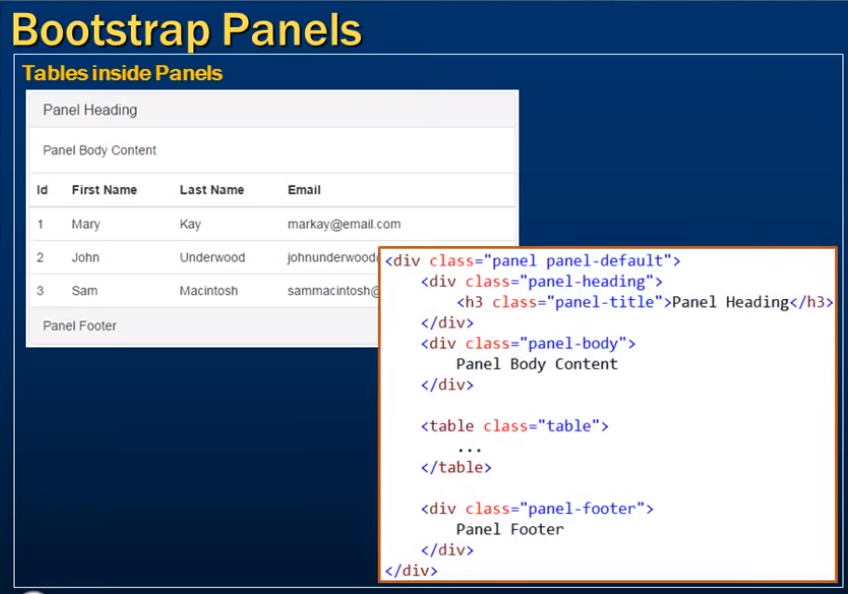 Bootstrap Panels
Tables inside Panels
Panel Heading
Panel Body Content
Id First Name Last Name Email
1 Mary Kay markay@email.com
2 John Underwood johnunderwood
3 Sam Macintosh sammacintosh@
Panel Footer
<div class="panel panel-default">
    <div class="panel-heading">
        <h3 class="panel-title">Panel Heading</h3>
    </div>
    <div class="panel-body">
        Panel Body Content
    </div>
    <table class="table">
        ...
    </table>
    <div class="panel-footer">
        Panel Footer
    </div>
</div>